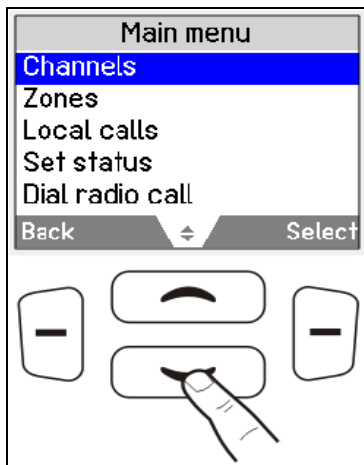 Main menu
Channels
Zones
Local calls
Set status
Dial radio call
Back Select